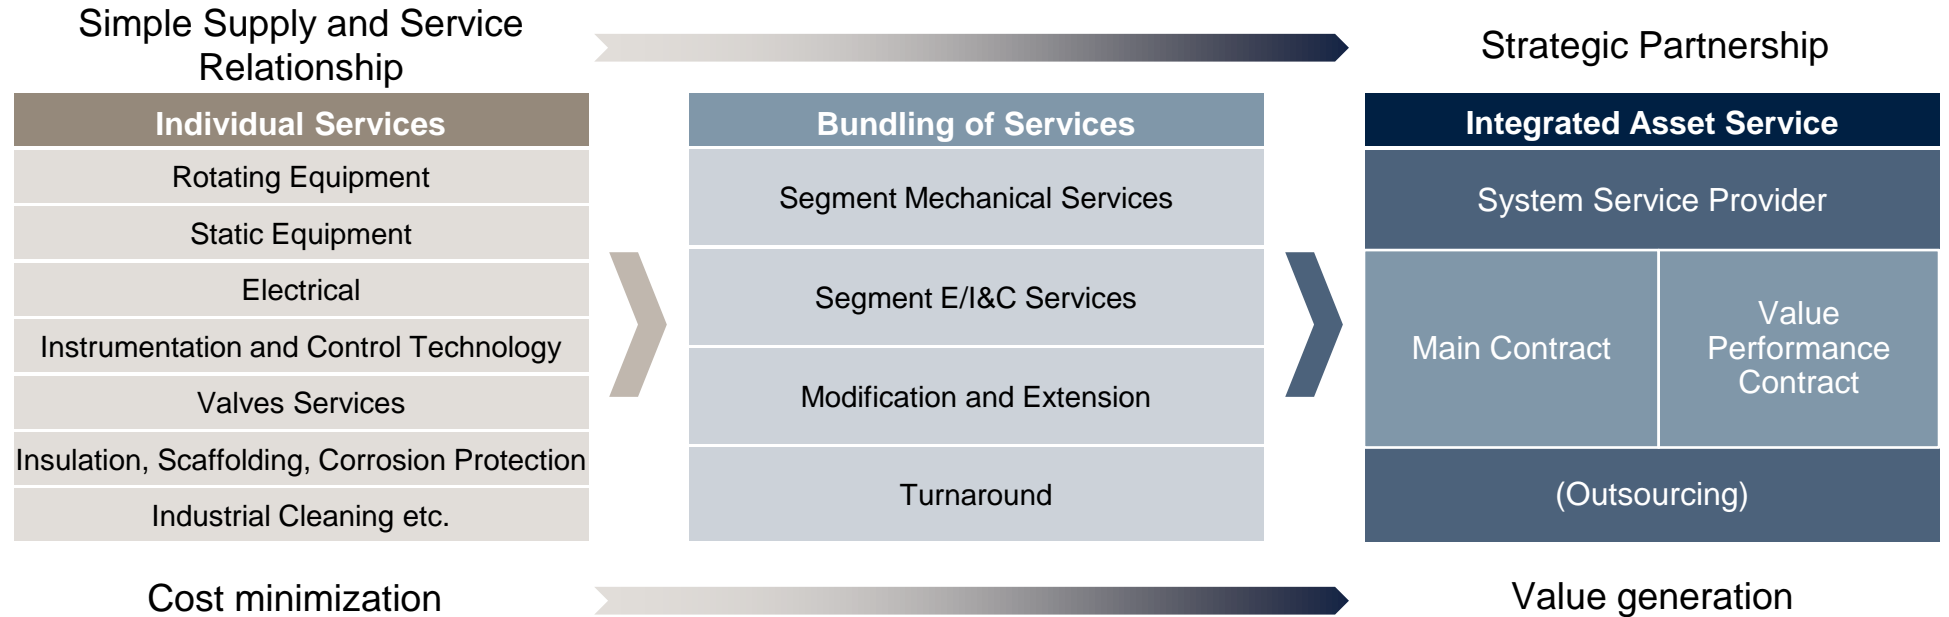 Simple Supply and Service
Relationship
Strategic Partnership
Individual Services
Rotating Equipment
Static Equipment
Electrical
Instrumentation and Control Technology
Valves Services
Insulation, Scaffolding, Corrosion Protection
Industrial Cleaning etc.
Bundling of Services
Segment Mechanical Services
Segment E/I&C Services
Modification and Extension
Turnaround
Integrated Asset Service
System Service Provider
Main Contract
Value
Performance
Contract
(Outsourcing)
Cost minimization
Value generation